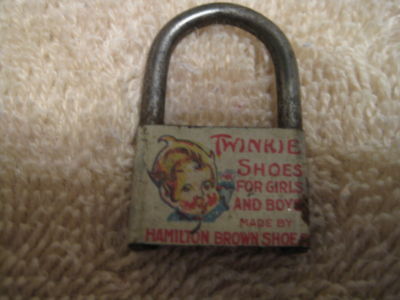 TWINKIE
SHOES
FOR GIRLS
AND BOYS
MADE BY
HAMILTON BROWN SHOE